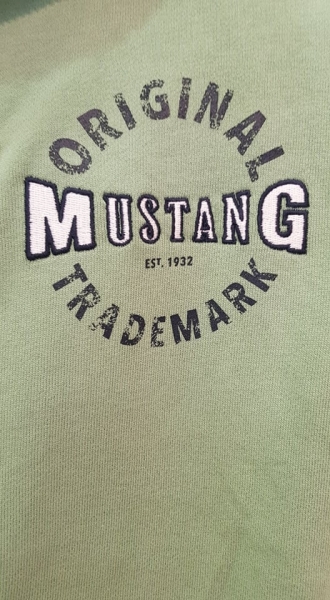 ORIGINAL
MUSTANG
EST. 1932
TRADEMARK